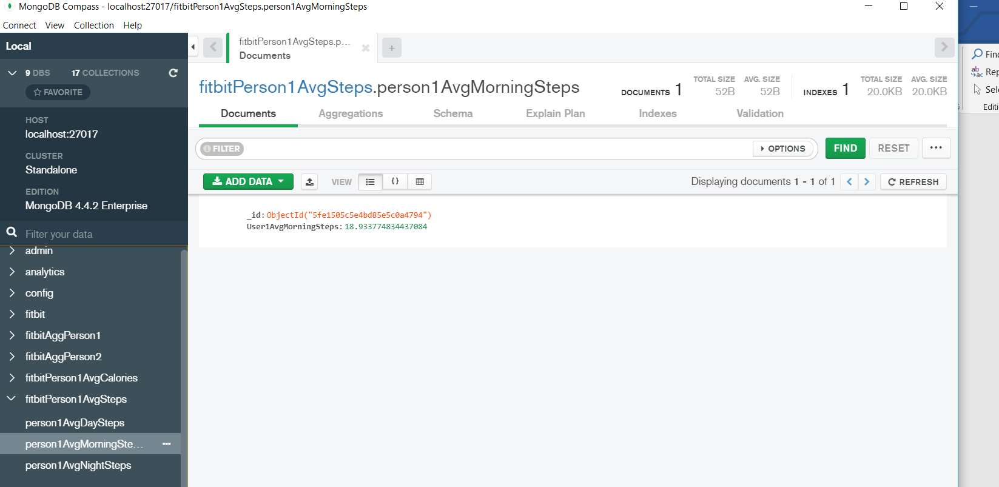 MongoDB Compass - localhost:27017/fitbitPerson1AvgSteps.person1AvgMorningSteps
Connect View Collection Help
Local
9 DBS 17 COLLECTIONS
FAVORITE
HOST
localhost:27017
CLUSTER
Standalone
EDITION
MongoDB 4.4.2 Enterprise
Filter your data
admin
analytics
config
fitbit
fitbitAggPerson1
fitbitAggPerson2
fitbitPerson1AvgCalories
fitbitPerson1AvgSteps
person1AvgDaySteps
person1AvgMorningSte...
person1AvgNightSteps
fitbitPerson1AvgSteps.p...
Documents
fitbitPerson1AvgSteps.person1AvgMorningSteps
DOCUMENTS 1 TOTAL SIZE 52B AVG. SIZE 52B
INDEXES 1 TOTAL SIZE 20.0KB AVG. SIZE 20.0KB
Documents Aggregations Schema Explain Plan Indexes Validation
FILTER OPTIONS FIND RESET ...
ADD DATA VIEW {} Displaying documents 1 - 1 of 1 REFRESH
_id: ObjectId("5fe1505c5e4bd85e5c0a4794")
User1AvgMorningSteps: 18.933774834437084
Find
Rep
Sele
Editi